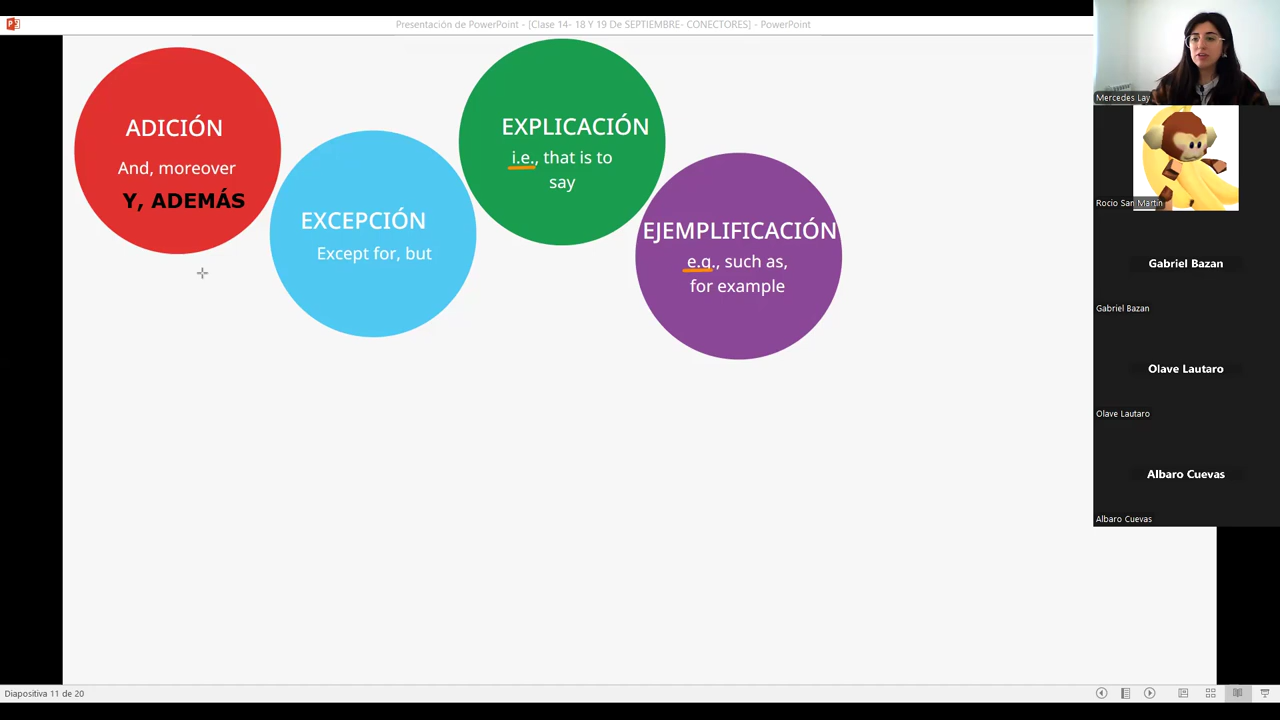 Presentación de PowerPoint - [Clase 14- 18 Y 19 De SEPTIEMBRE- CONECTORES] - PowerPoint
ADICIÓN
And, moreover
Y, ADEMÁS
EXCEPCIÓN
Except for, but
EXPLICACIÓN
i.e., that is to
say
EJEMPLIFICACIÓN
e.g., such as,
for example
Mercedes Lay
Rocio San Martin
Gabriel Bazan
Gabriel Bazan
Olave Lautaro
Olave Lautaro
Albaro Cuevas
Albaro Cuevas
Diapositiva 11 de 20